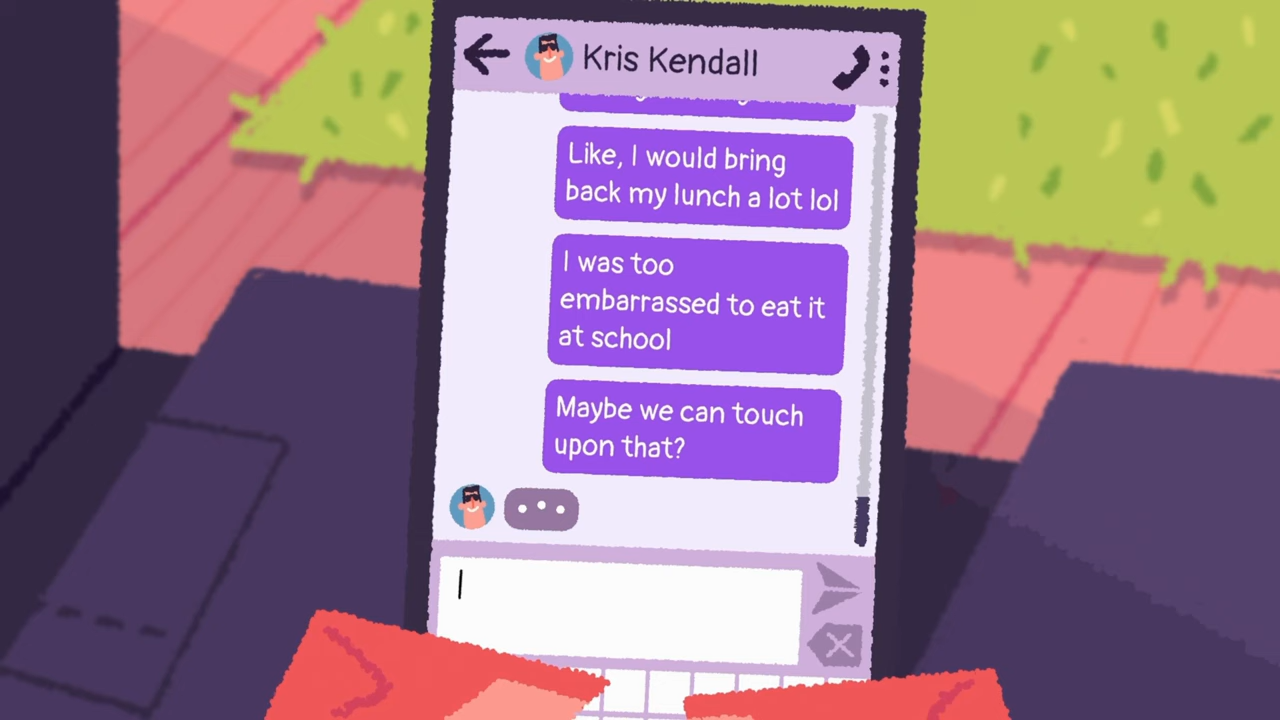 Kris Kendall
Like, I would bring
back my lunch a lot lol
I was too
embarrassed to eat it
at school
Maybe we can touch
upon that?